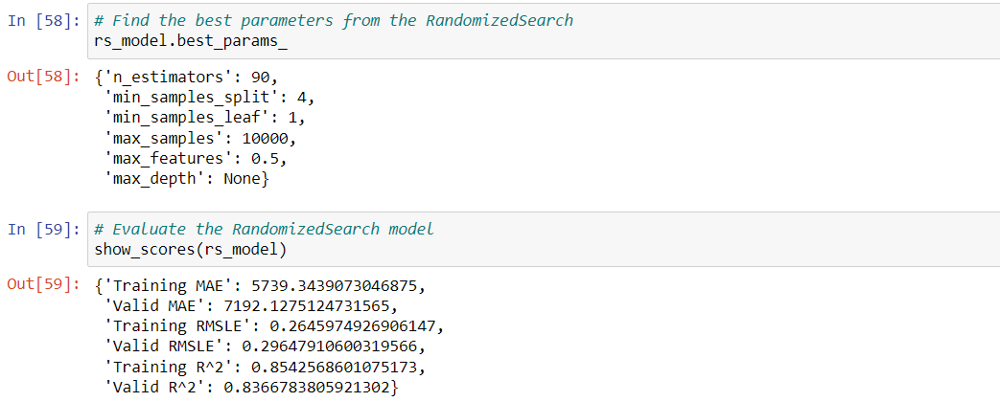 In [58]: # Find the best parameters from the RandomizedSearch
rs_model.best_params_
Out[58]: {'n_estimators': 90,
'min_samples_split': 4,
'min_samples_leaf': 1,
'max_samples': 10000,
'max_features': 0.5,
'max_depth': None}
In [59]: # Evaluate the RandomizedSearch model
show_scores(rs_model)
Out[59]: {'Training MAE': 5739.3439073046875,
'Valid MAE': 7192.1275124731565,
'Training RMSLE': 0.2645974926906147,
'Valid RMSLE': 0.29647910600319566,
'Training R^2': 0.8542568601075173,
'Valid R^2': 0.8366783805921302}